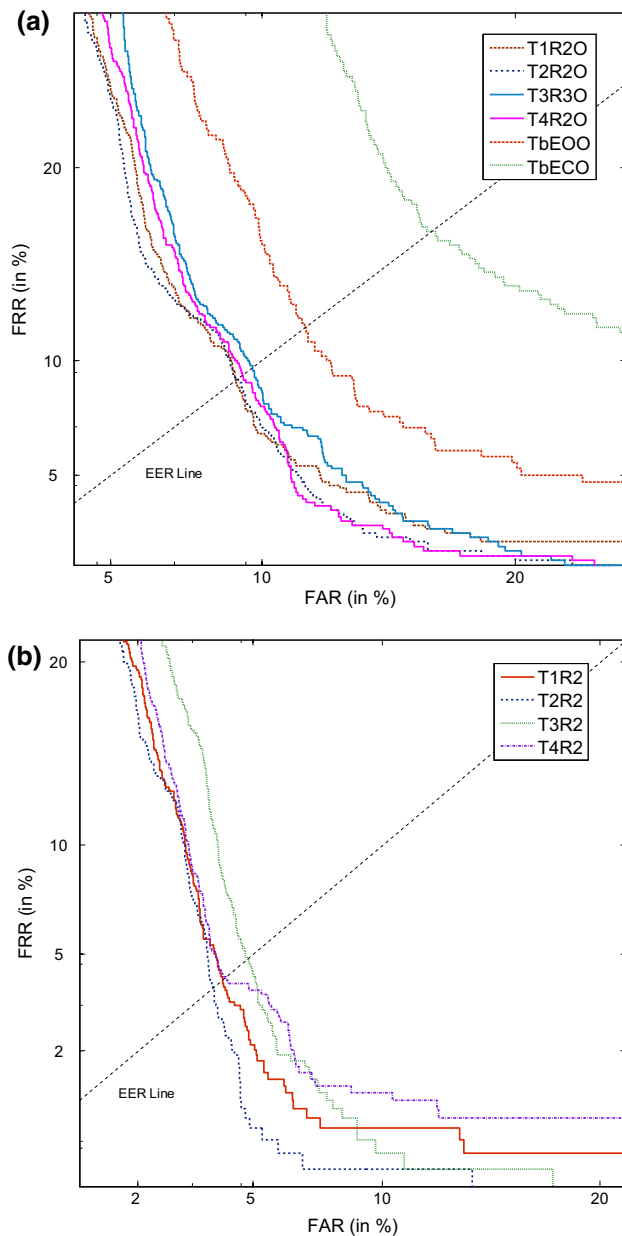 (a)
T1R2O
T2R2O
T3R3O
T4R2O
TbEOO
TbECO
20
10
5
FRR (in %)
EER Line
5
10
20
FAR (in %)
(b)
T1R2
T2R2
T3R2
T4R2
20
10
5
2
FRR (in %)
EER Line
2
5
10
20
FAR (in %)